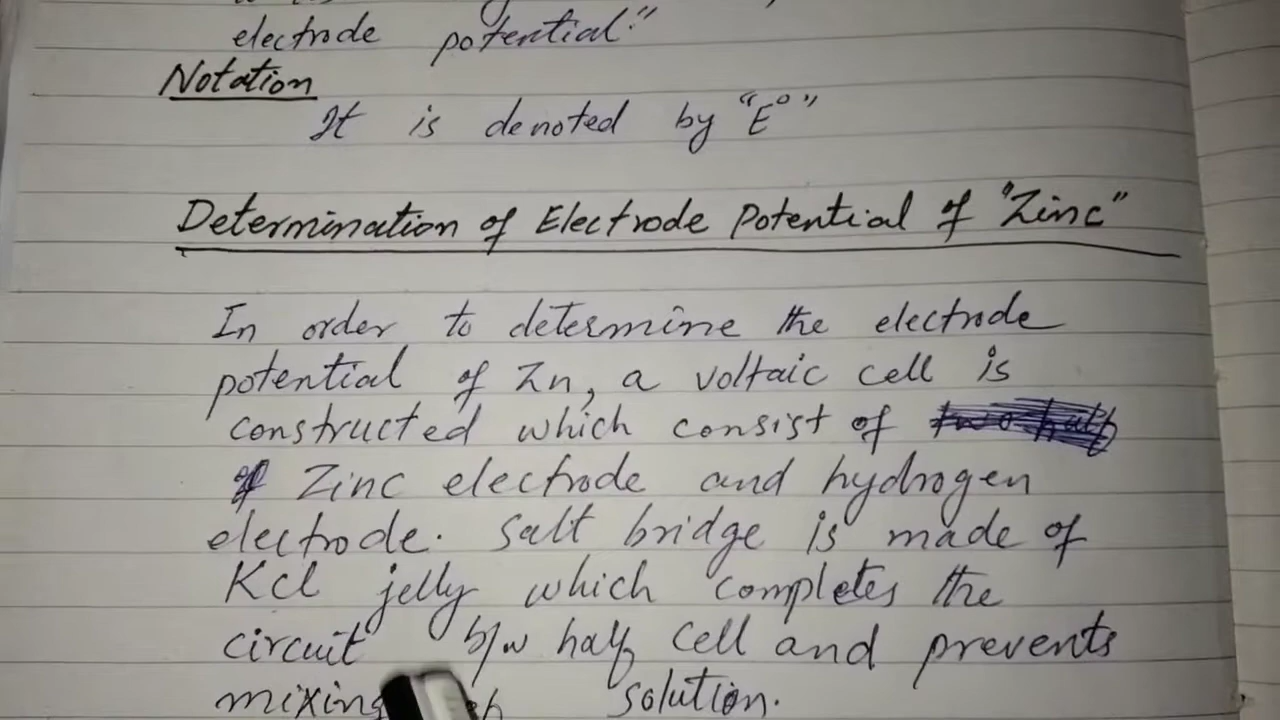 electrode potential."
Notation
It is denoted by "E°"
Determination of Electrode Potential of "Zinc"
In order to determine the electrode
potential of Zn, a voltaic cell is
constructed which consist of
Zinc electrode and hydrogen
electrode. Salt bridge is made of
KCl jelly which completes the
circuit b/w half cell and prevents
mixing solution.